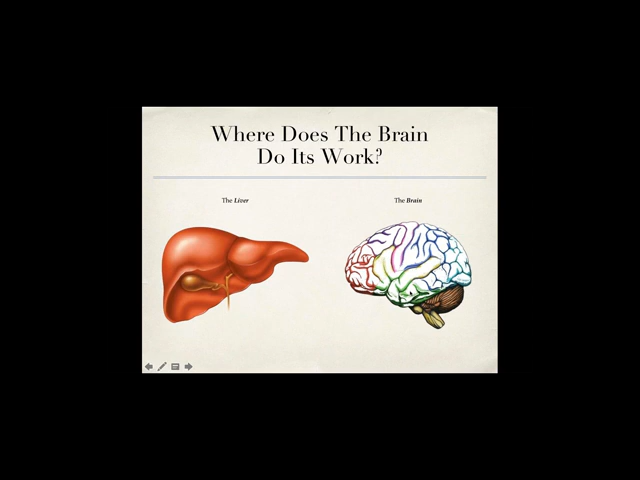 Where Does The Brain
Do Its Work?
The Liver
The Brain